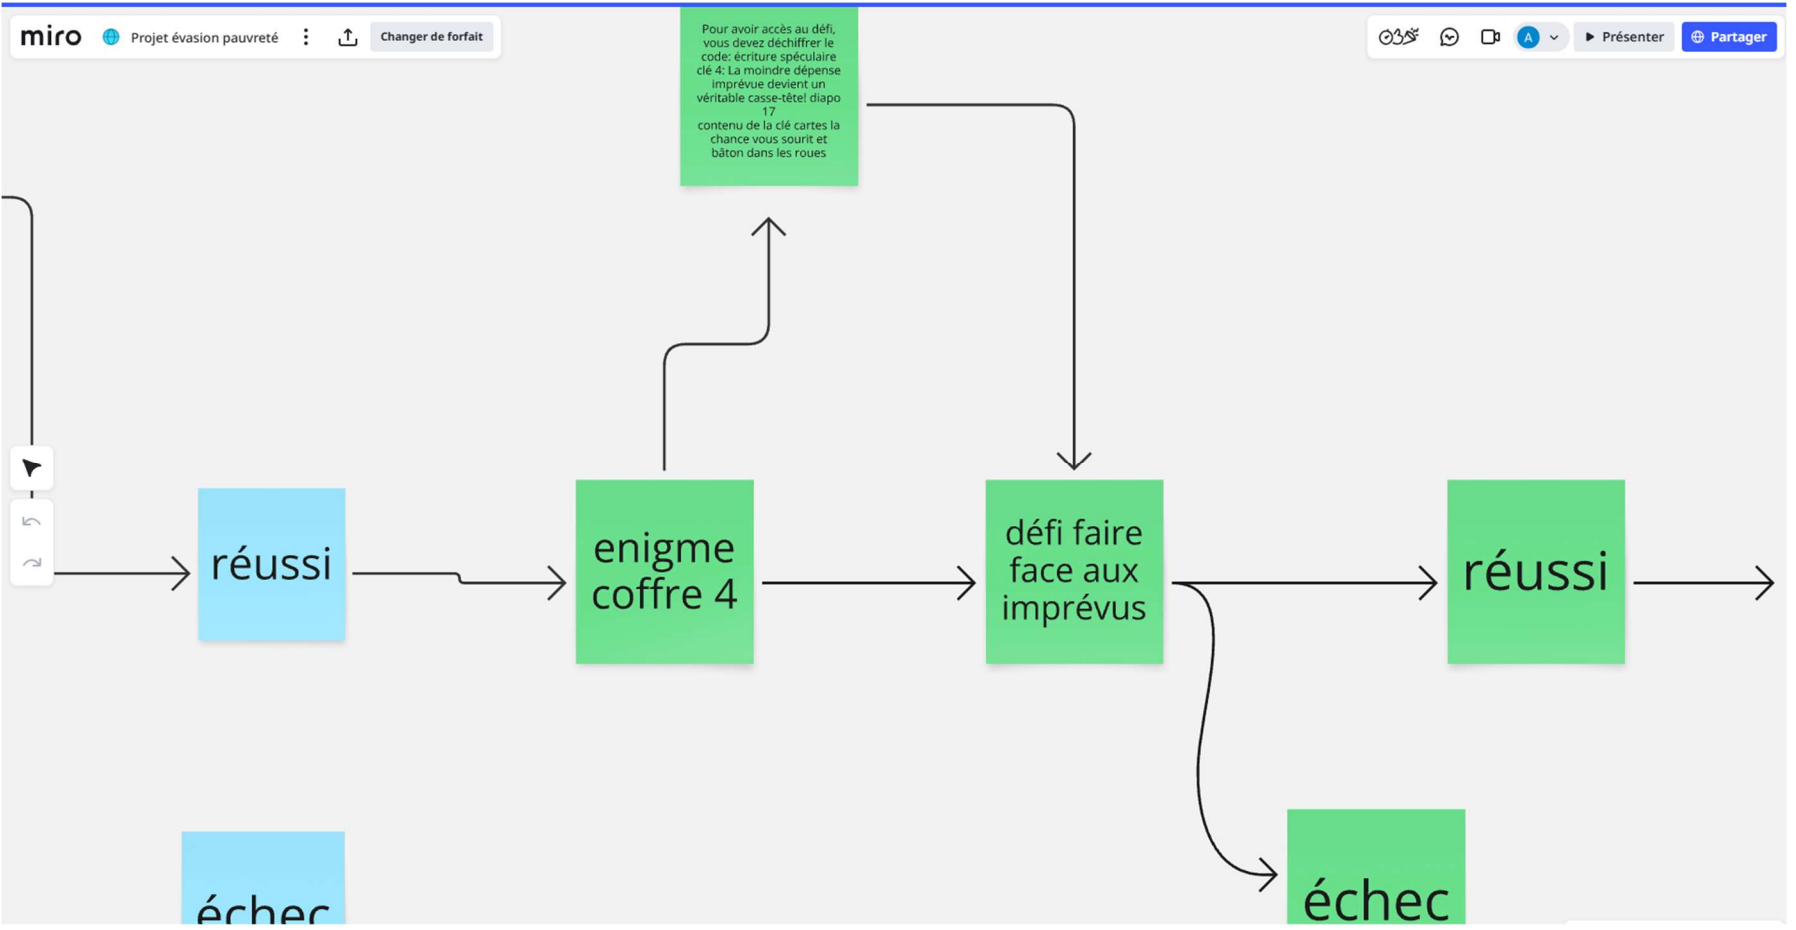 miro
Projet évasion pauvreté
Changer de forfait
A
Présenter
Partager
Pour avoir accès au défi,
vous devez déchiffrer le
code: écriture spéculaire
clé 4: La moindre dépense
imprévue devient un
véritable casse-tête! diapo
17
contenu de la clé cartes la
chance vous sourit et
bâton dans les roues
réussi
enigme
coffre 4
défi faire
face aux
imprévus
réussi
échec
échec